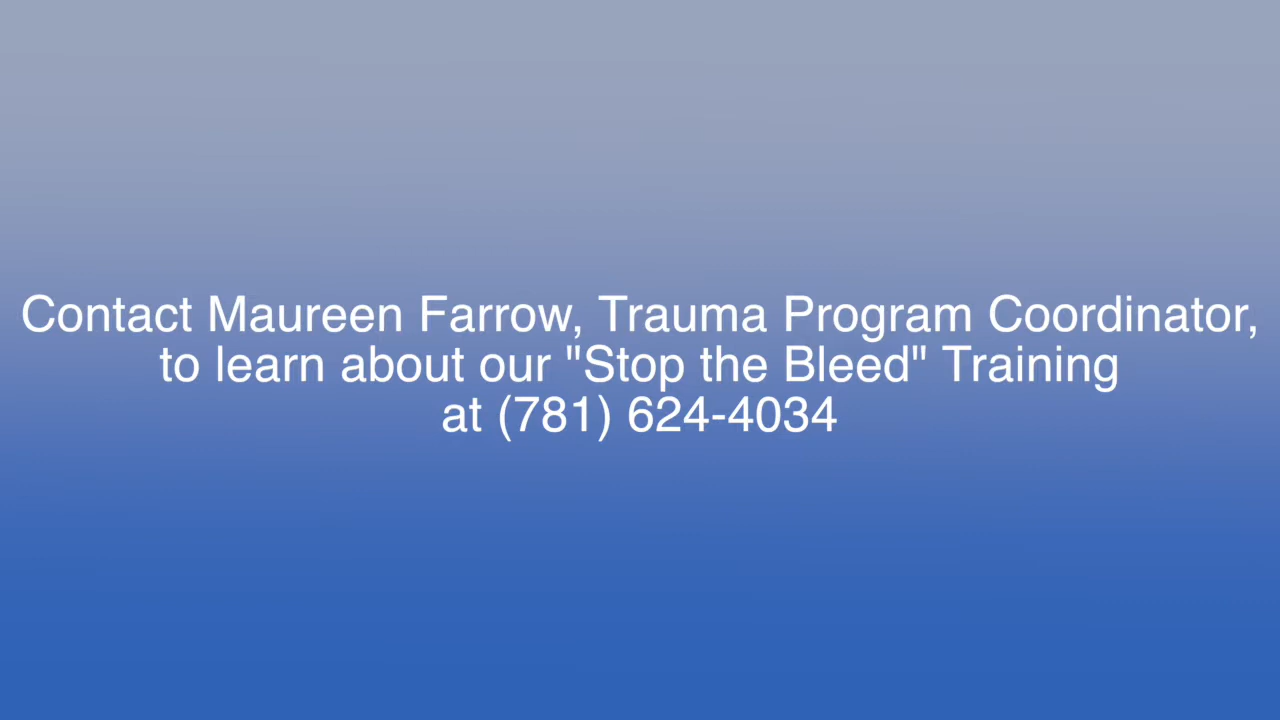 Contact Maureen Farrow, Trauma Program Coordinator,
to learn about our "Stop the Bleed" Training
at (781) 624-4034